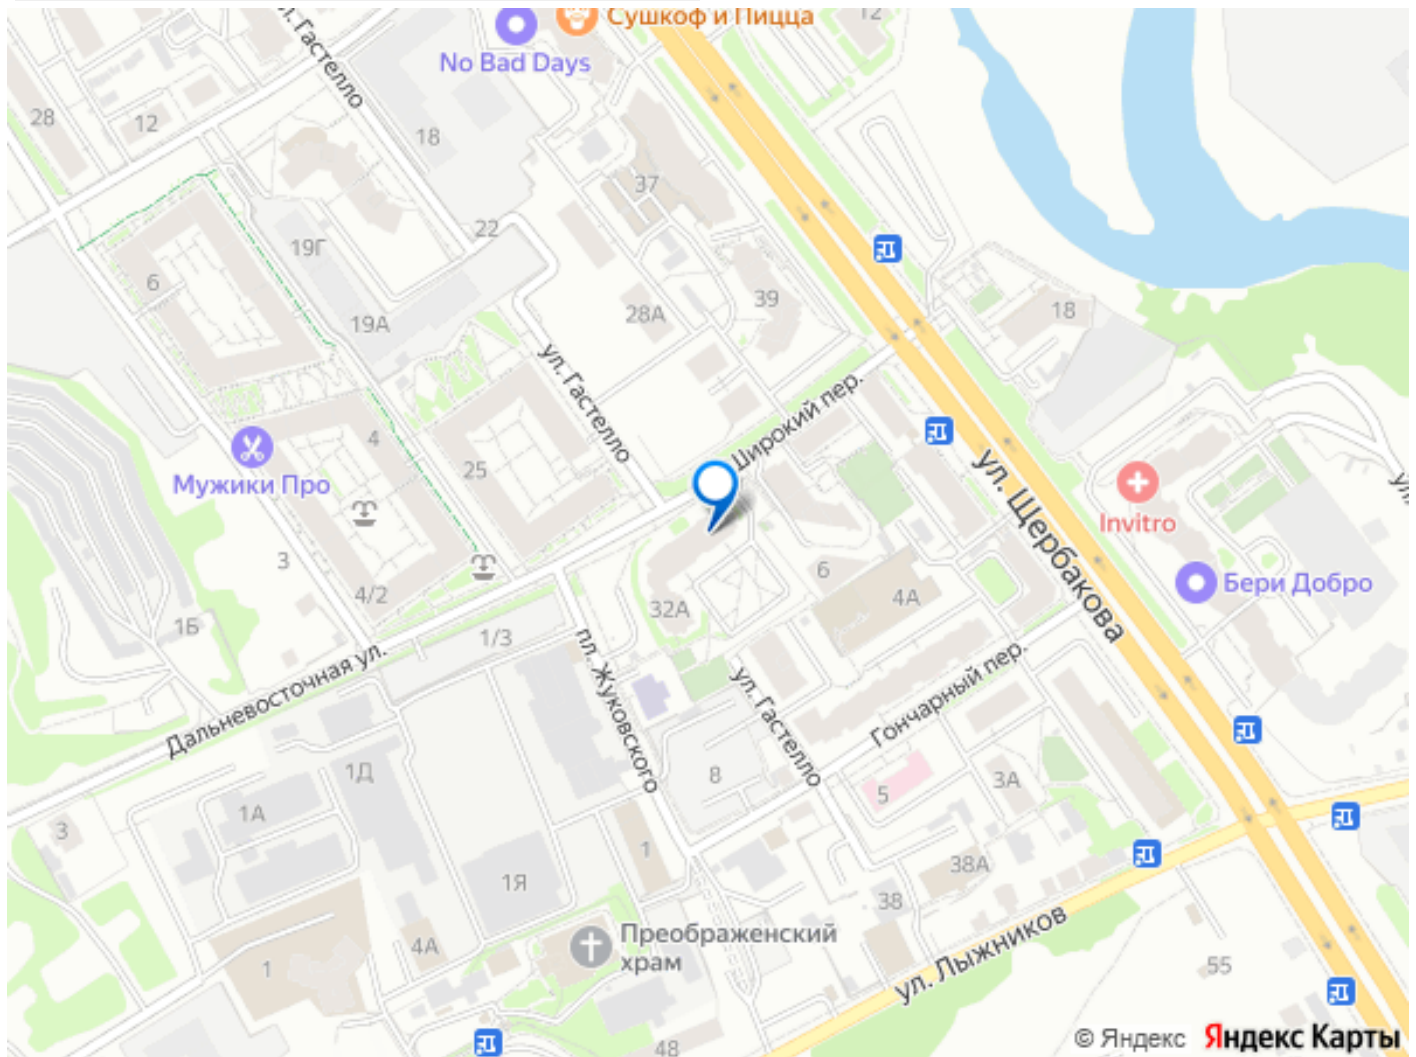 Сушкоф и Пицца
12
No Bad Days
ул. Гастелло
28
12
18
37
22
19Г
6
28А
39
18
19А
ул. Гастелло
Широкий пер.
4
25
Мужики Про
ул. Щербакова
Invitro
3
6
4А
Бери Добро
4/2
32А
1Б
1/3
Дальневосточная ул.
пл. Жуковского
ул. Гастелло
Гончарный пер.
1Д
8
5
3А
1А
3
1
38А
1Я
38
Преображенский
храм
4А
1
ул. Лыжников
55
48
© Яндекс Яндекс Карты